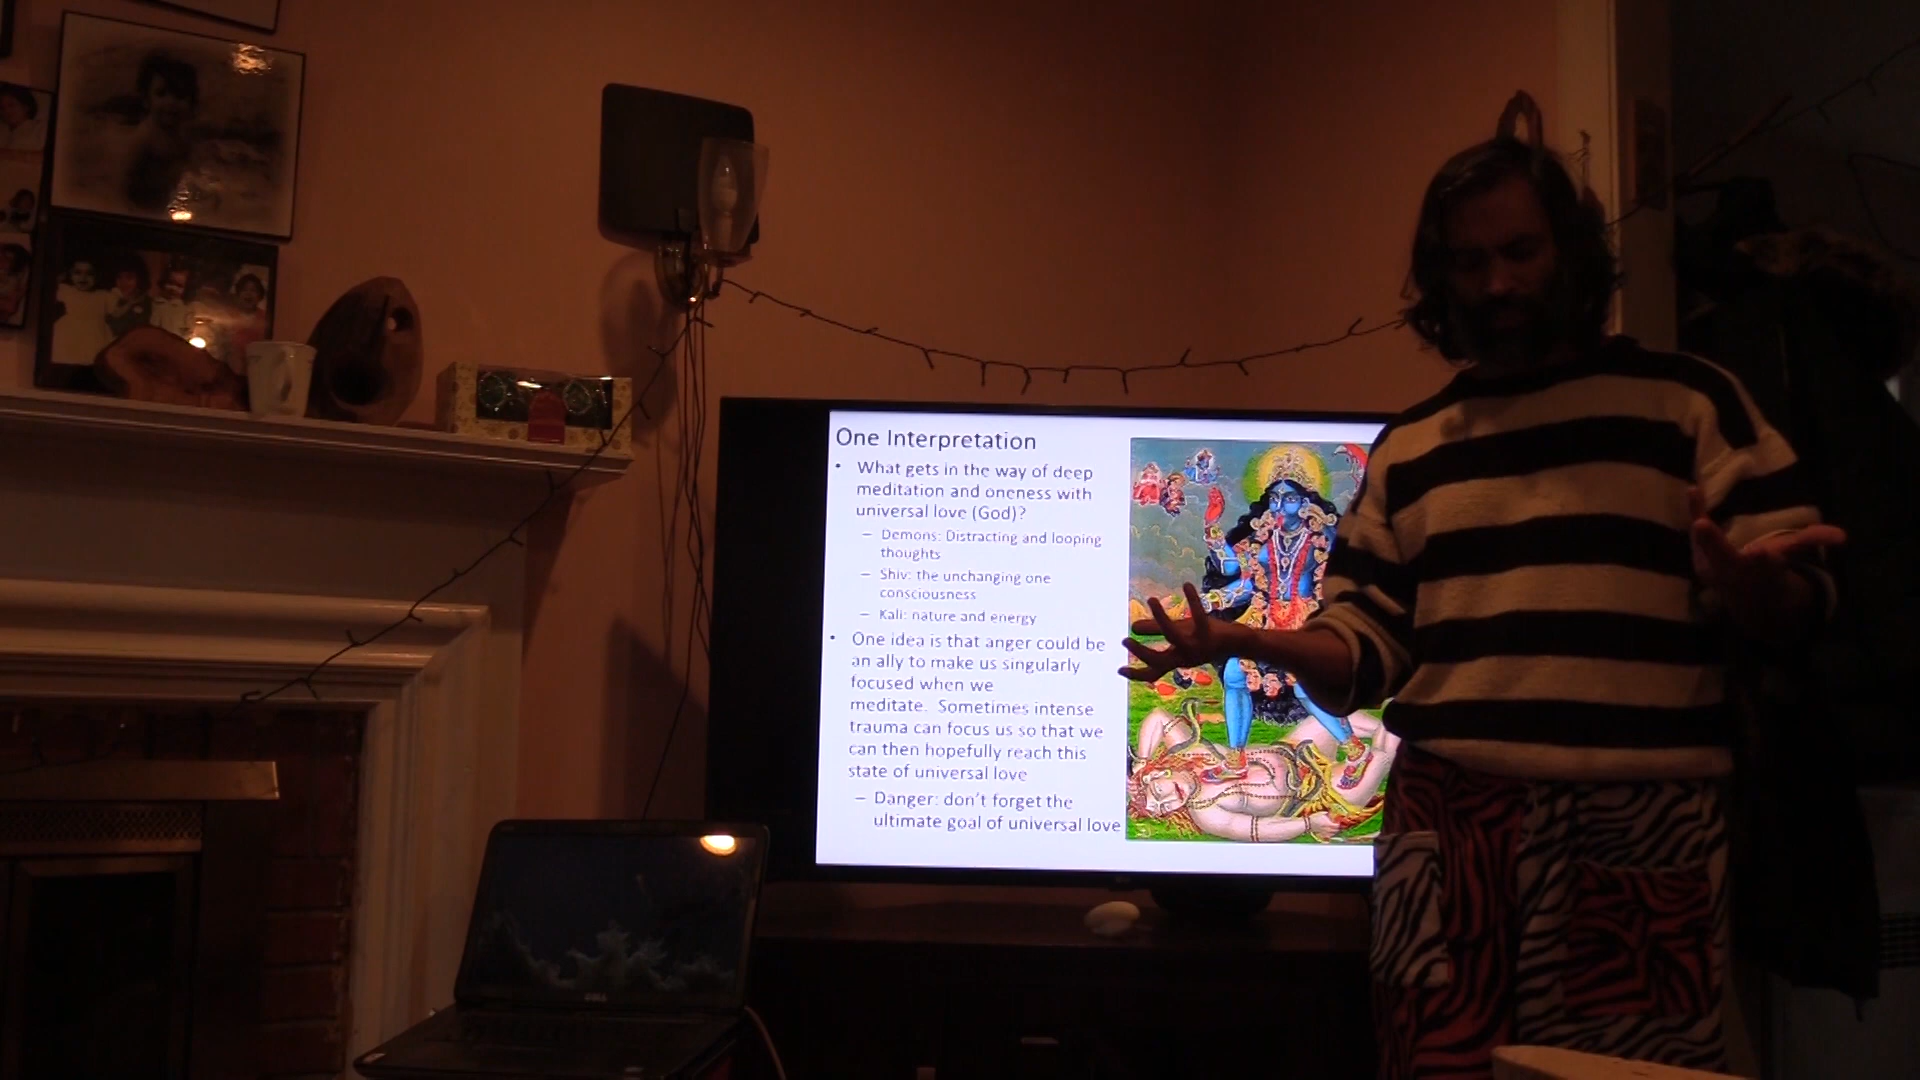 One Interpretation
• What gets in the way of deep
meditation and oneness with
universal love (God)?
– Demons: Distracting and looping
thoughts
– Shiv: the unchanging one
consciousness
– Kali: nature and energy
• One idea is that anger could be
an ally to make us singularly
focused when we
meditate. Sometimes intense
trauma can focus us so that we
can then hopefully reach this
state of universal love
– Danger: don't forget the
ultimate goal of universal love
DELL